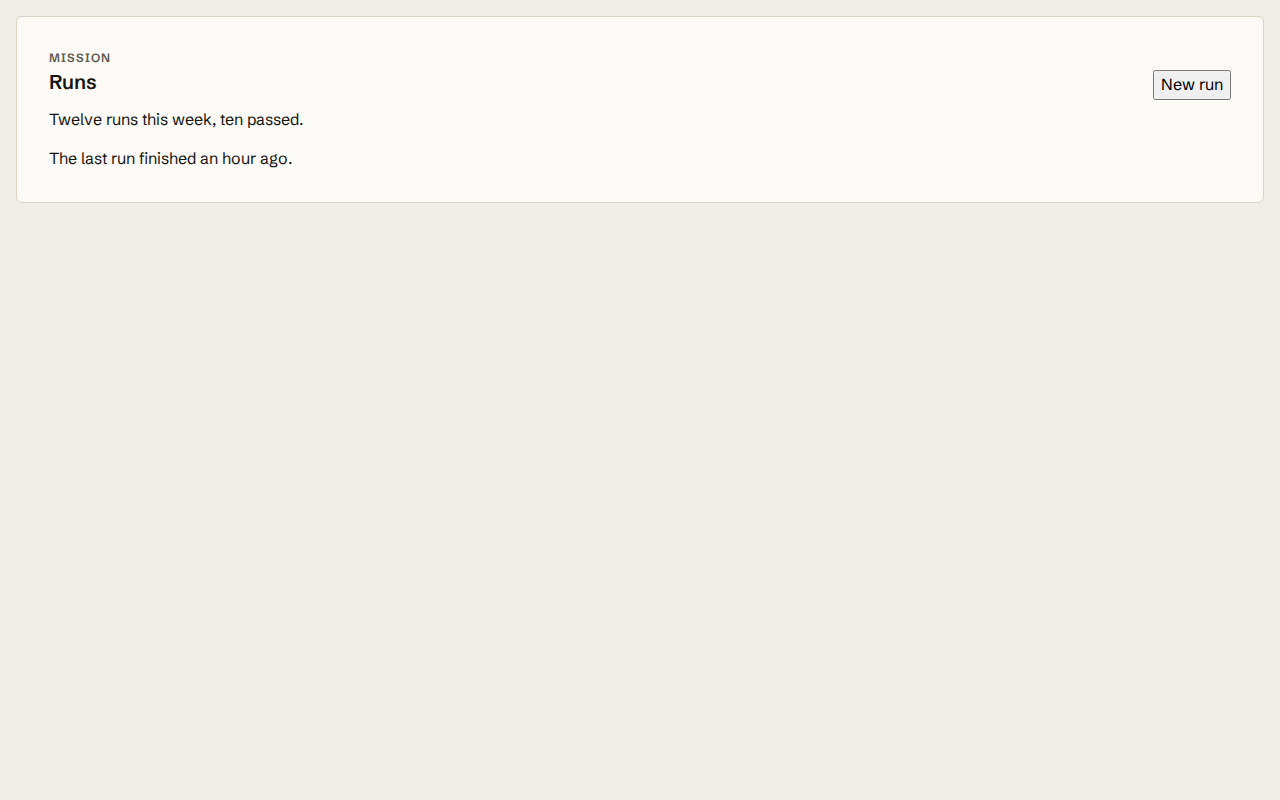 MISSION
Runs
New run
Twelve runs this week, ten passed.
The last run finished an hour ago.